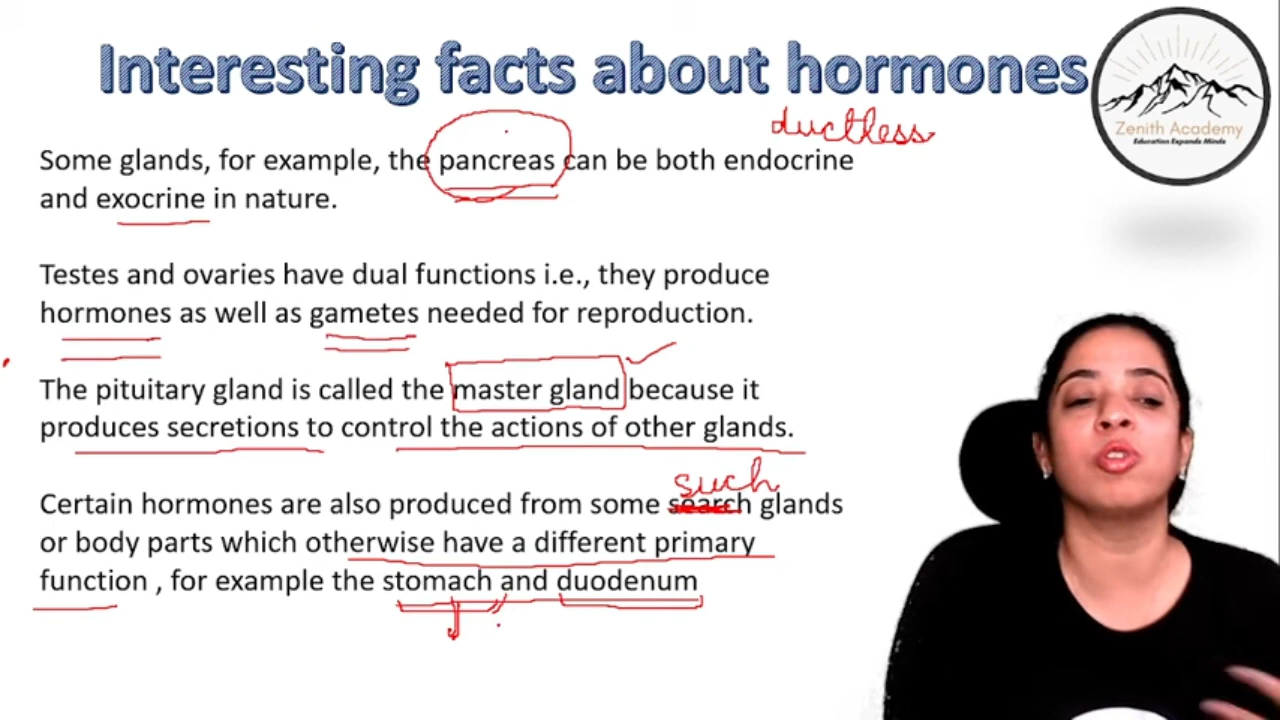 Interesting facts about hormones
ductless
Zenith Academy
Education Expands Minds
Some glands, for example, the pancreas can be both endocrine
and exocrine in nature.
Testes and ovaries have dual functions i.e., they produce
hormones as well as gametes needed for reproduction.
The pituitary gland is called the master gland because it
produces secretions to control the actions of other glands.
such
Certain hormones are also produced from some search glands
or body parts which otherwise have a different primary
function , for example the stomach and duodenum